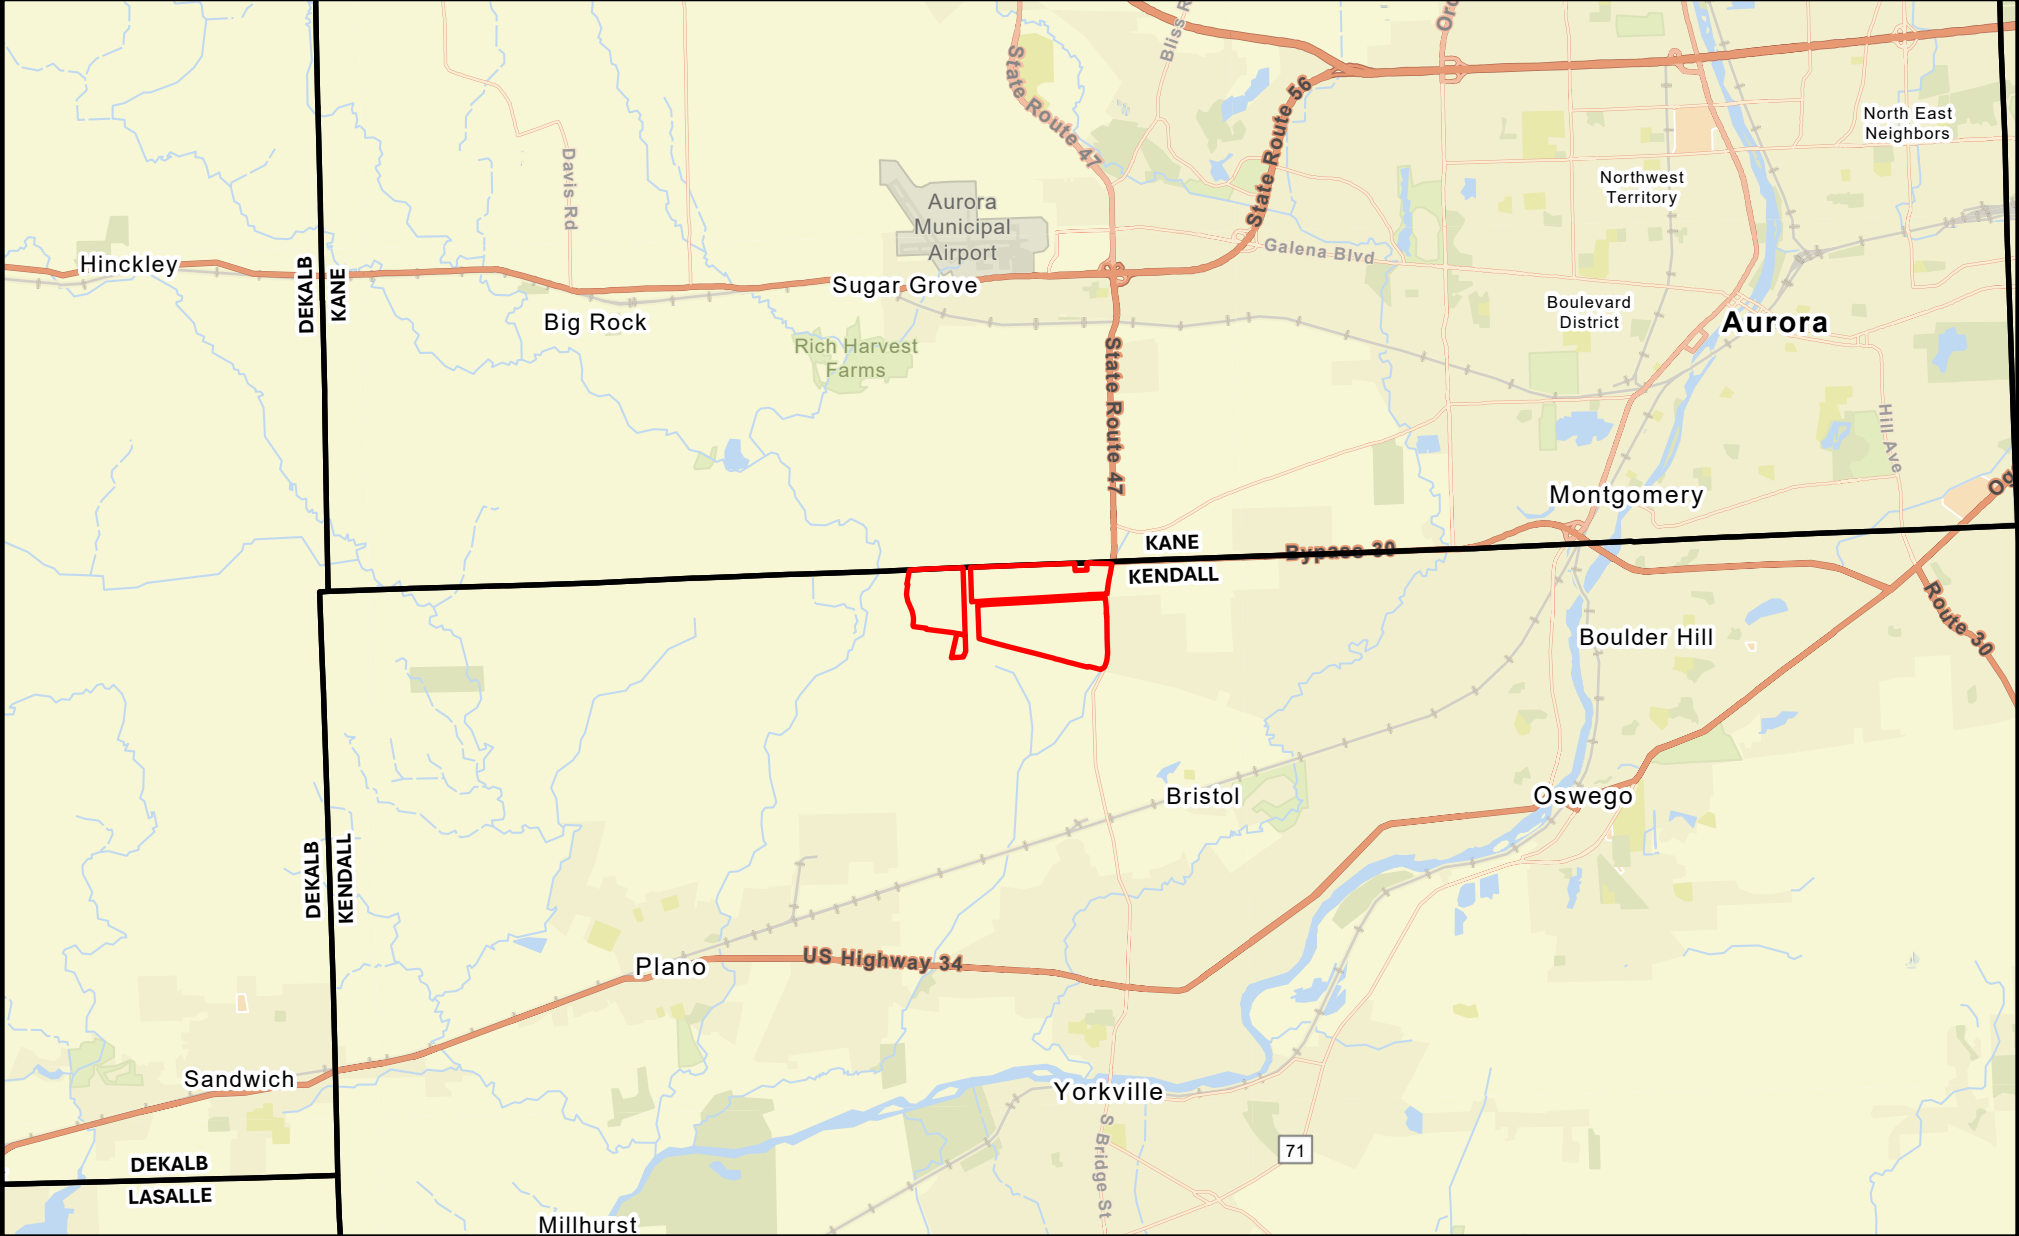 State Route 47
Bliss R
Ord
State Route 56
North East
Neighbors
Davis Rd
Northwest
Territory
Aurora
Municipal
Airport
Galena Blvd
Hinckley
DEKALB
KANE
Sugar Grove
Big Rock
Boulevard
District
Aurora
Rich Harvest
Farms
State Route 47
Hill Ave
Montgomery
Og
KANE
KENDALL
Bypass 30
Route 30
Boulder Hill
Bristol
Oswego
DEKALB
KENDALL
US Highway 34
Plano
Sandwich
Yorkville
S Bridge St
71
DEKALB
LASALLE
Millhurst